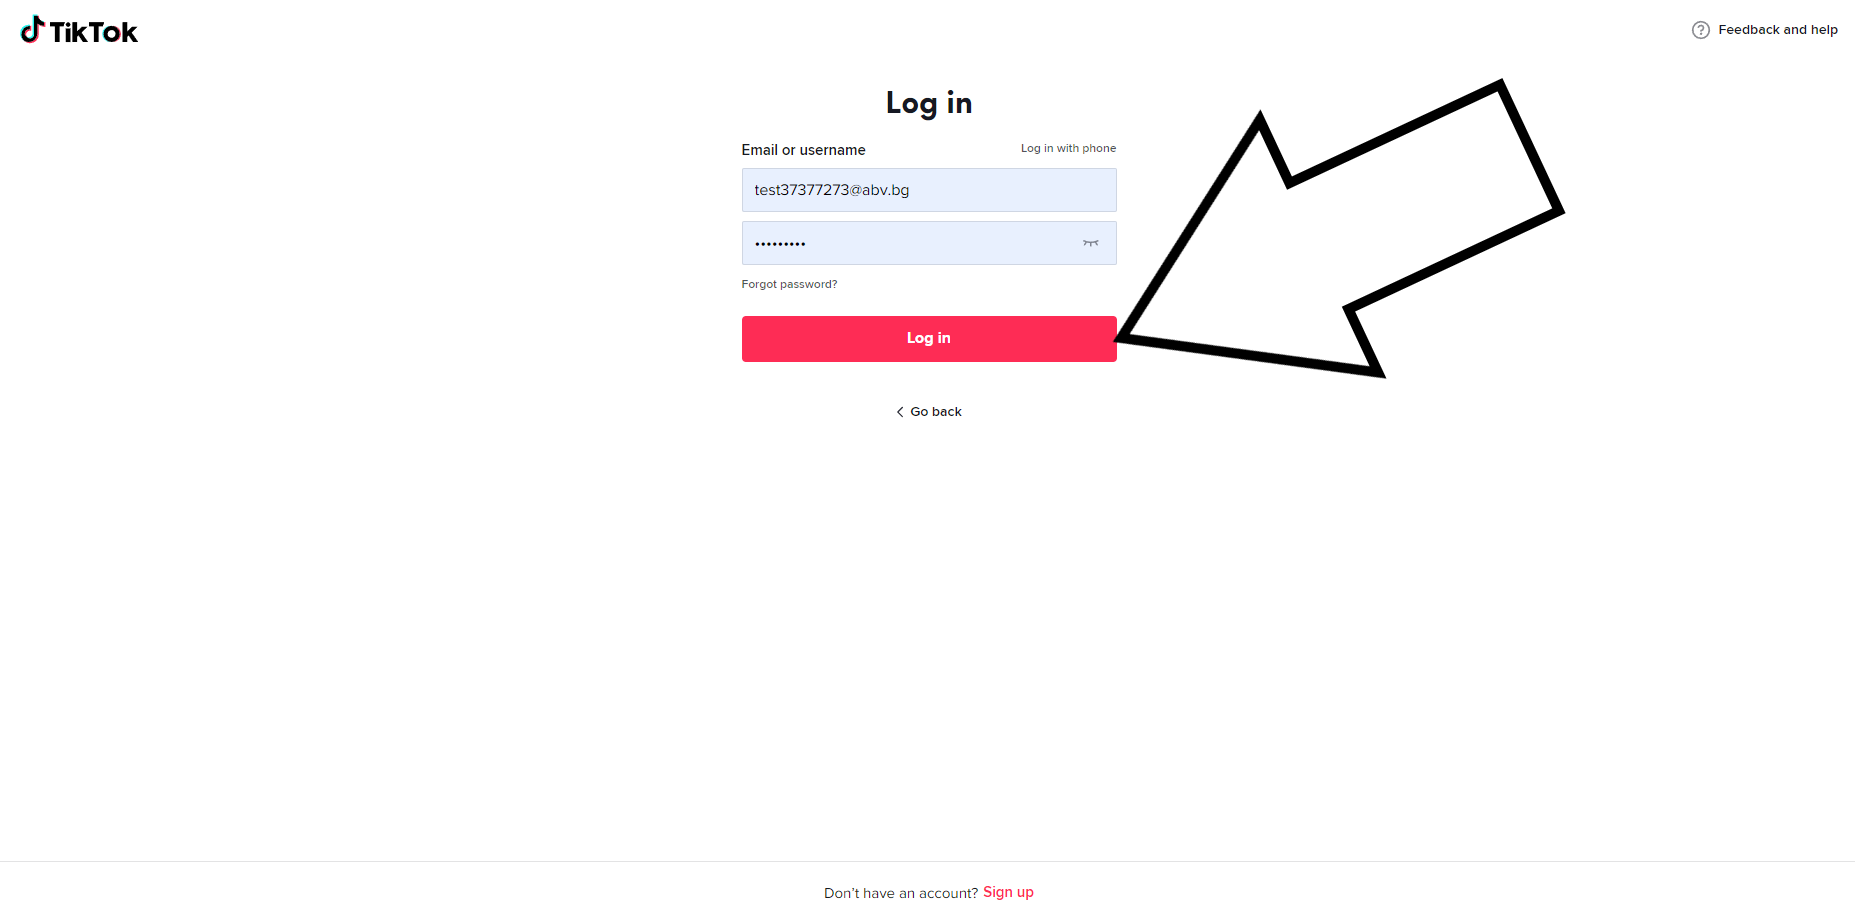 TikTok
Feedback and help
Log in
Email or username
Log in with phone
test37377273@abv.bg
•••••••••
Forgot password?
Log in
Go back
Don't have an account? Sign up